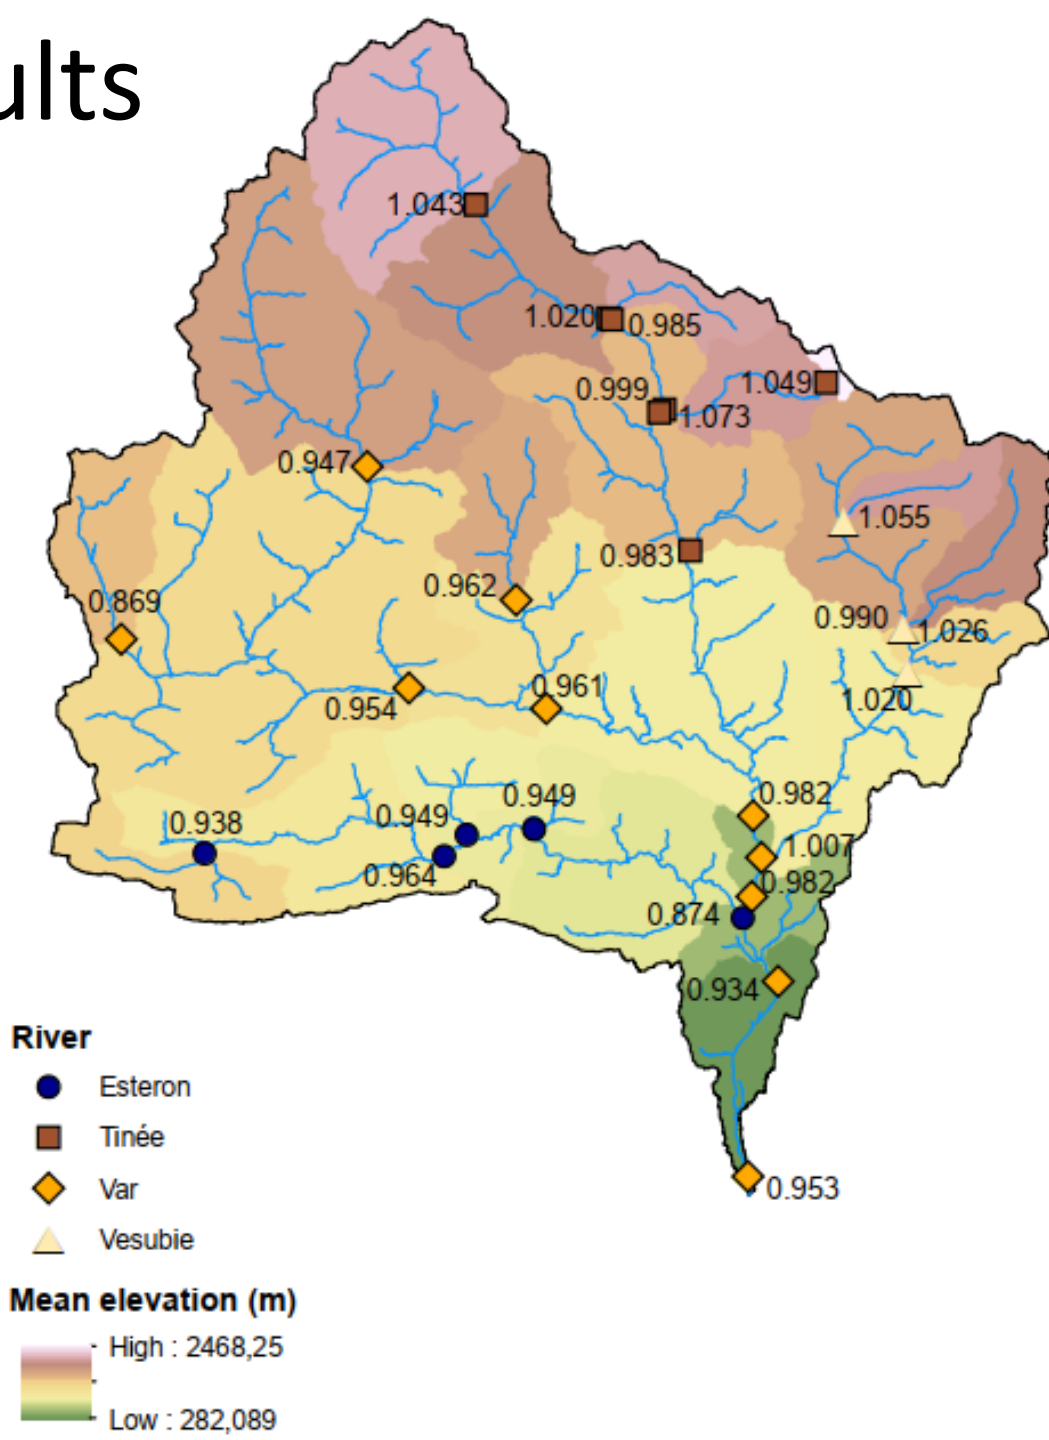 ults
1.043
1.020
0.985
0.999
1.049
1.073
0.947
1.055
0.983
0.962
0.869
0.990
1.026
0.961
0.954
1.020
0.982
0.949
0.949
0.938
1.007
0.964
0.982
0.874
0.934
0.953
River
Esteron
Tinée
Var
Vesubie
Mean elevation (m)
High : 2468,25
Low : 282,089